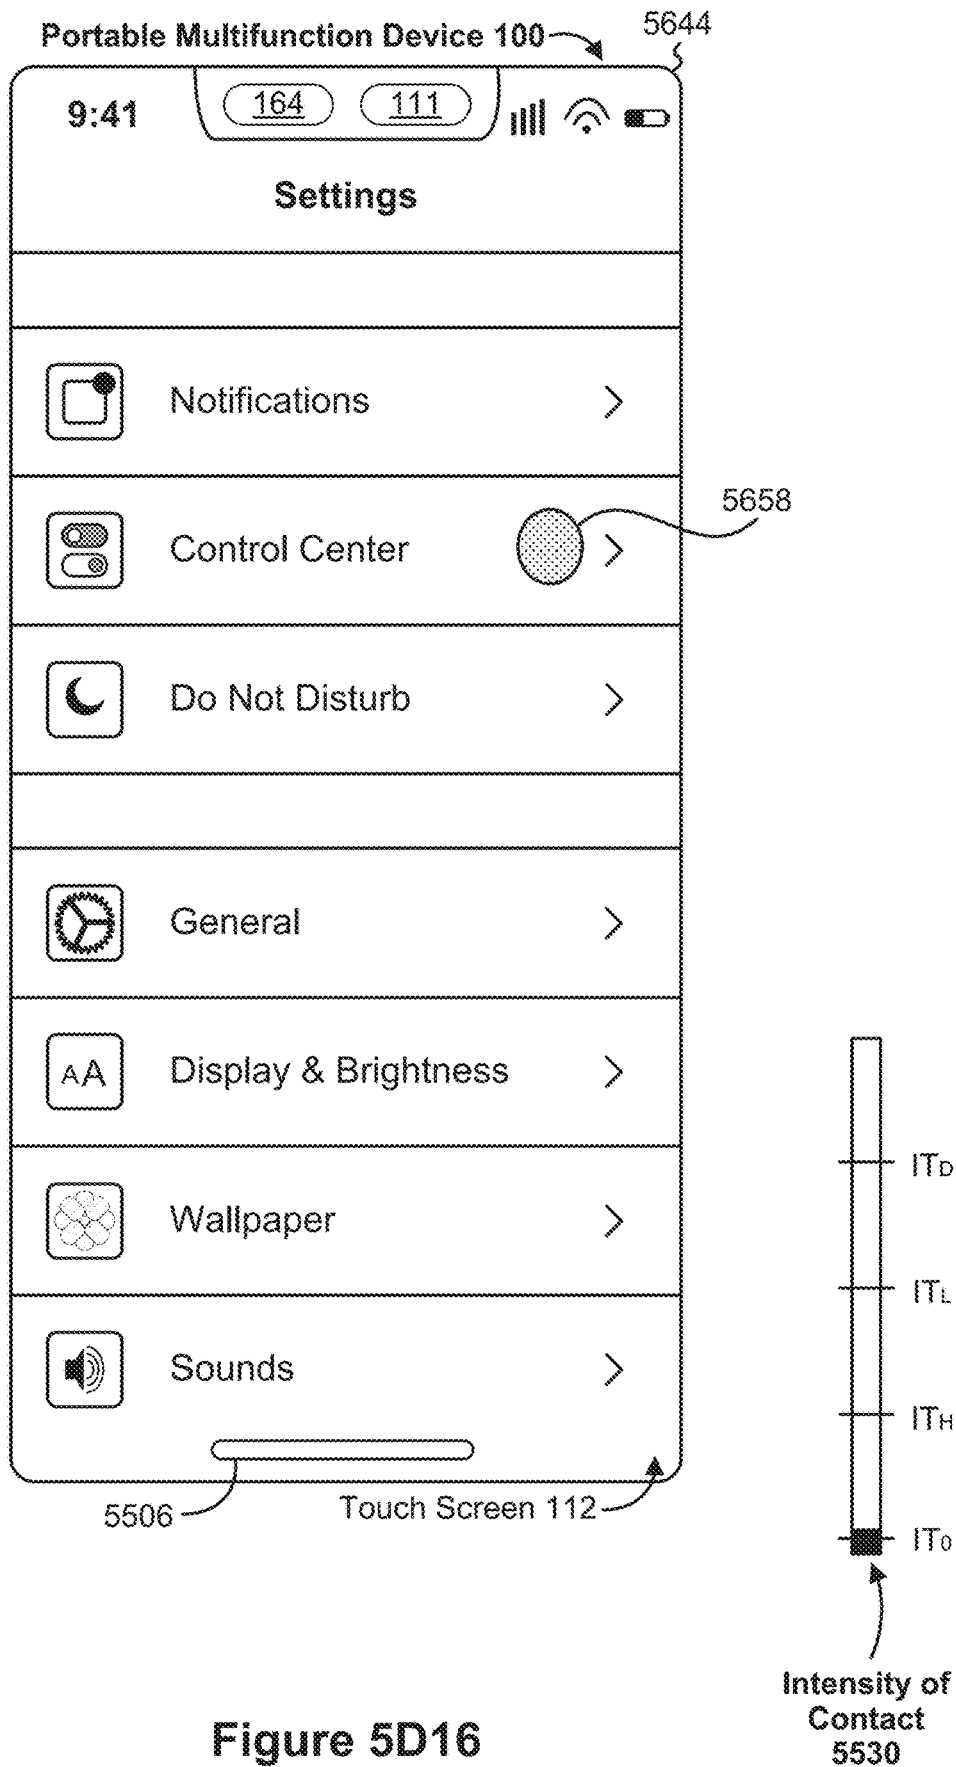 Portable Multifunction Device 100
5644
9:41
164
111
Settings
Notifications
Control Center
5658
Do Not Disturb
General
AA
Display & Brightness
Wallpaper
Sounds
5506
Touch Screen 112
ITD
ITL
ITH
IT0
Intensity of
Contact
5530
Figure 5D16